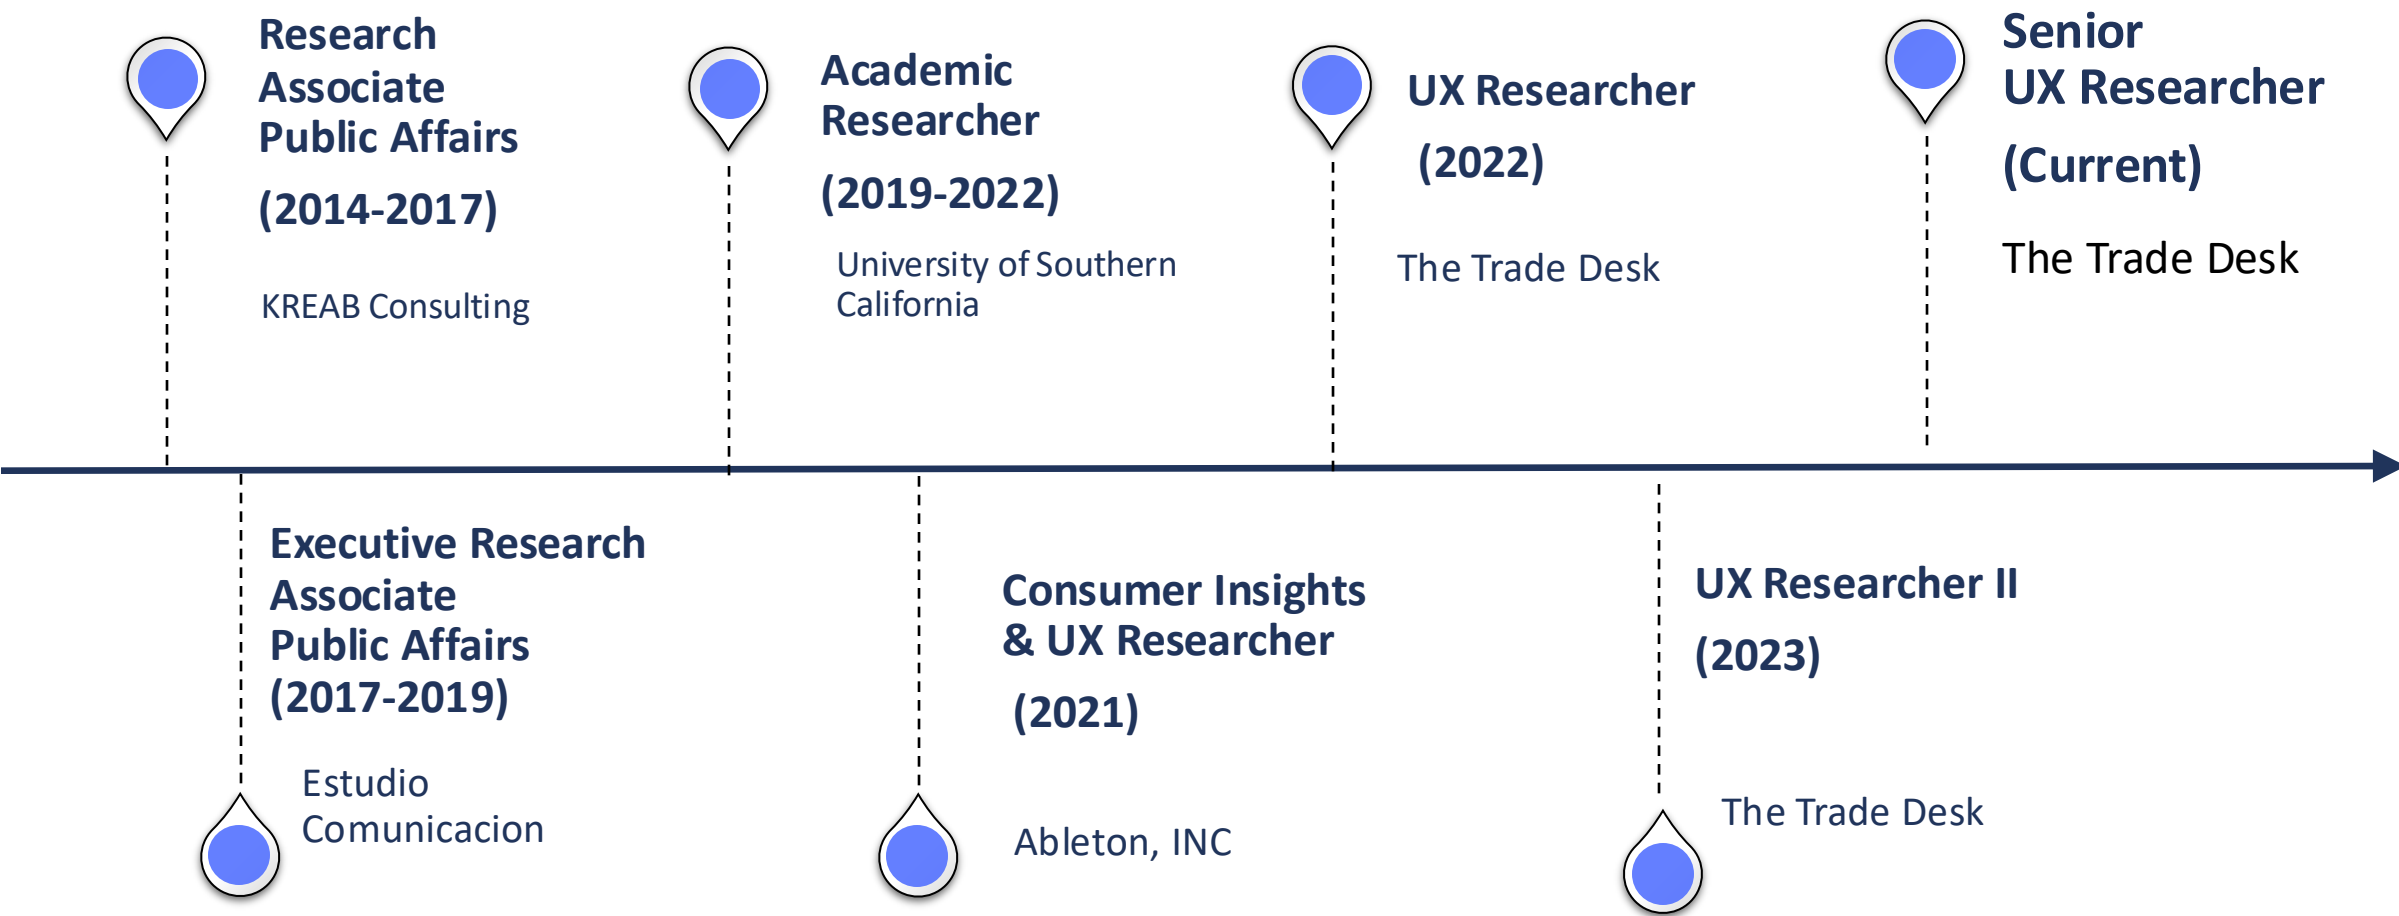 Research
Associate
Public Affairs
(2014-2017)
KREAB Consulting
Executive Research
Associate
Public Affairs
(2017-2019)
Estudio
Comunicacion
Academic
Researcher
(2019-2022)
University of Southern
California
Consumer Insights
& UX Researcher
(2021)
Ableton, INC
UX Researcher
(2022)
The Trade Desk
UX Researcher II
(2023)
The Trade Desk
Senior
UX Researcher
(Current)
The Trade Desk